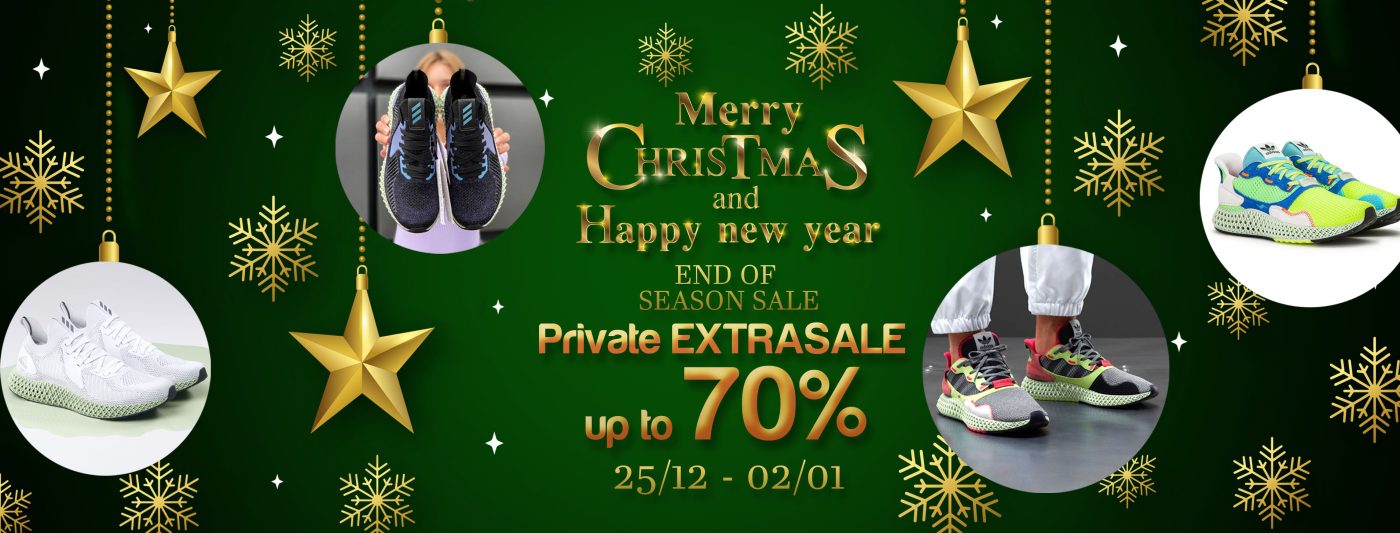 Merry
CHRISTMAS
and
Happy new year
END OF
SEASON SALE
Private EXTRASALE
up to 70%
25/12 - 02/01